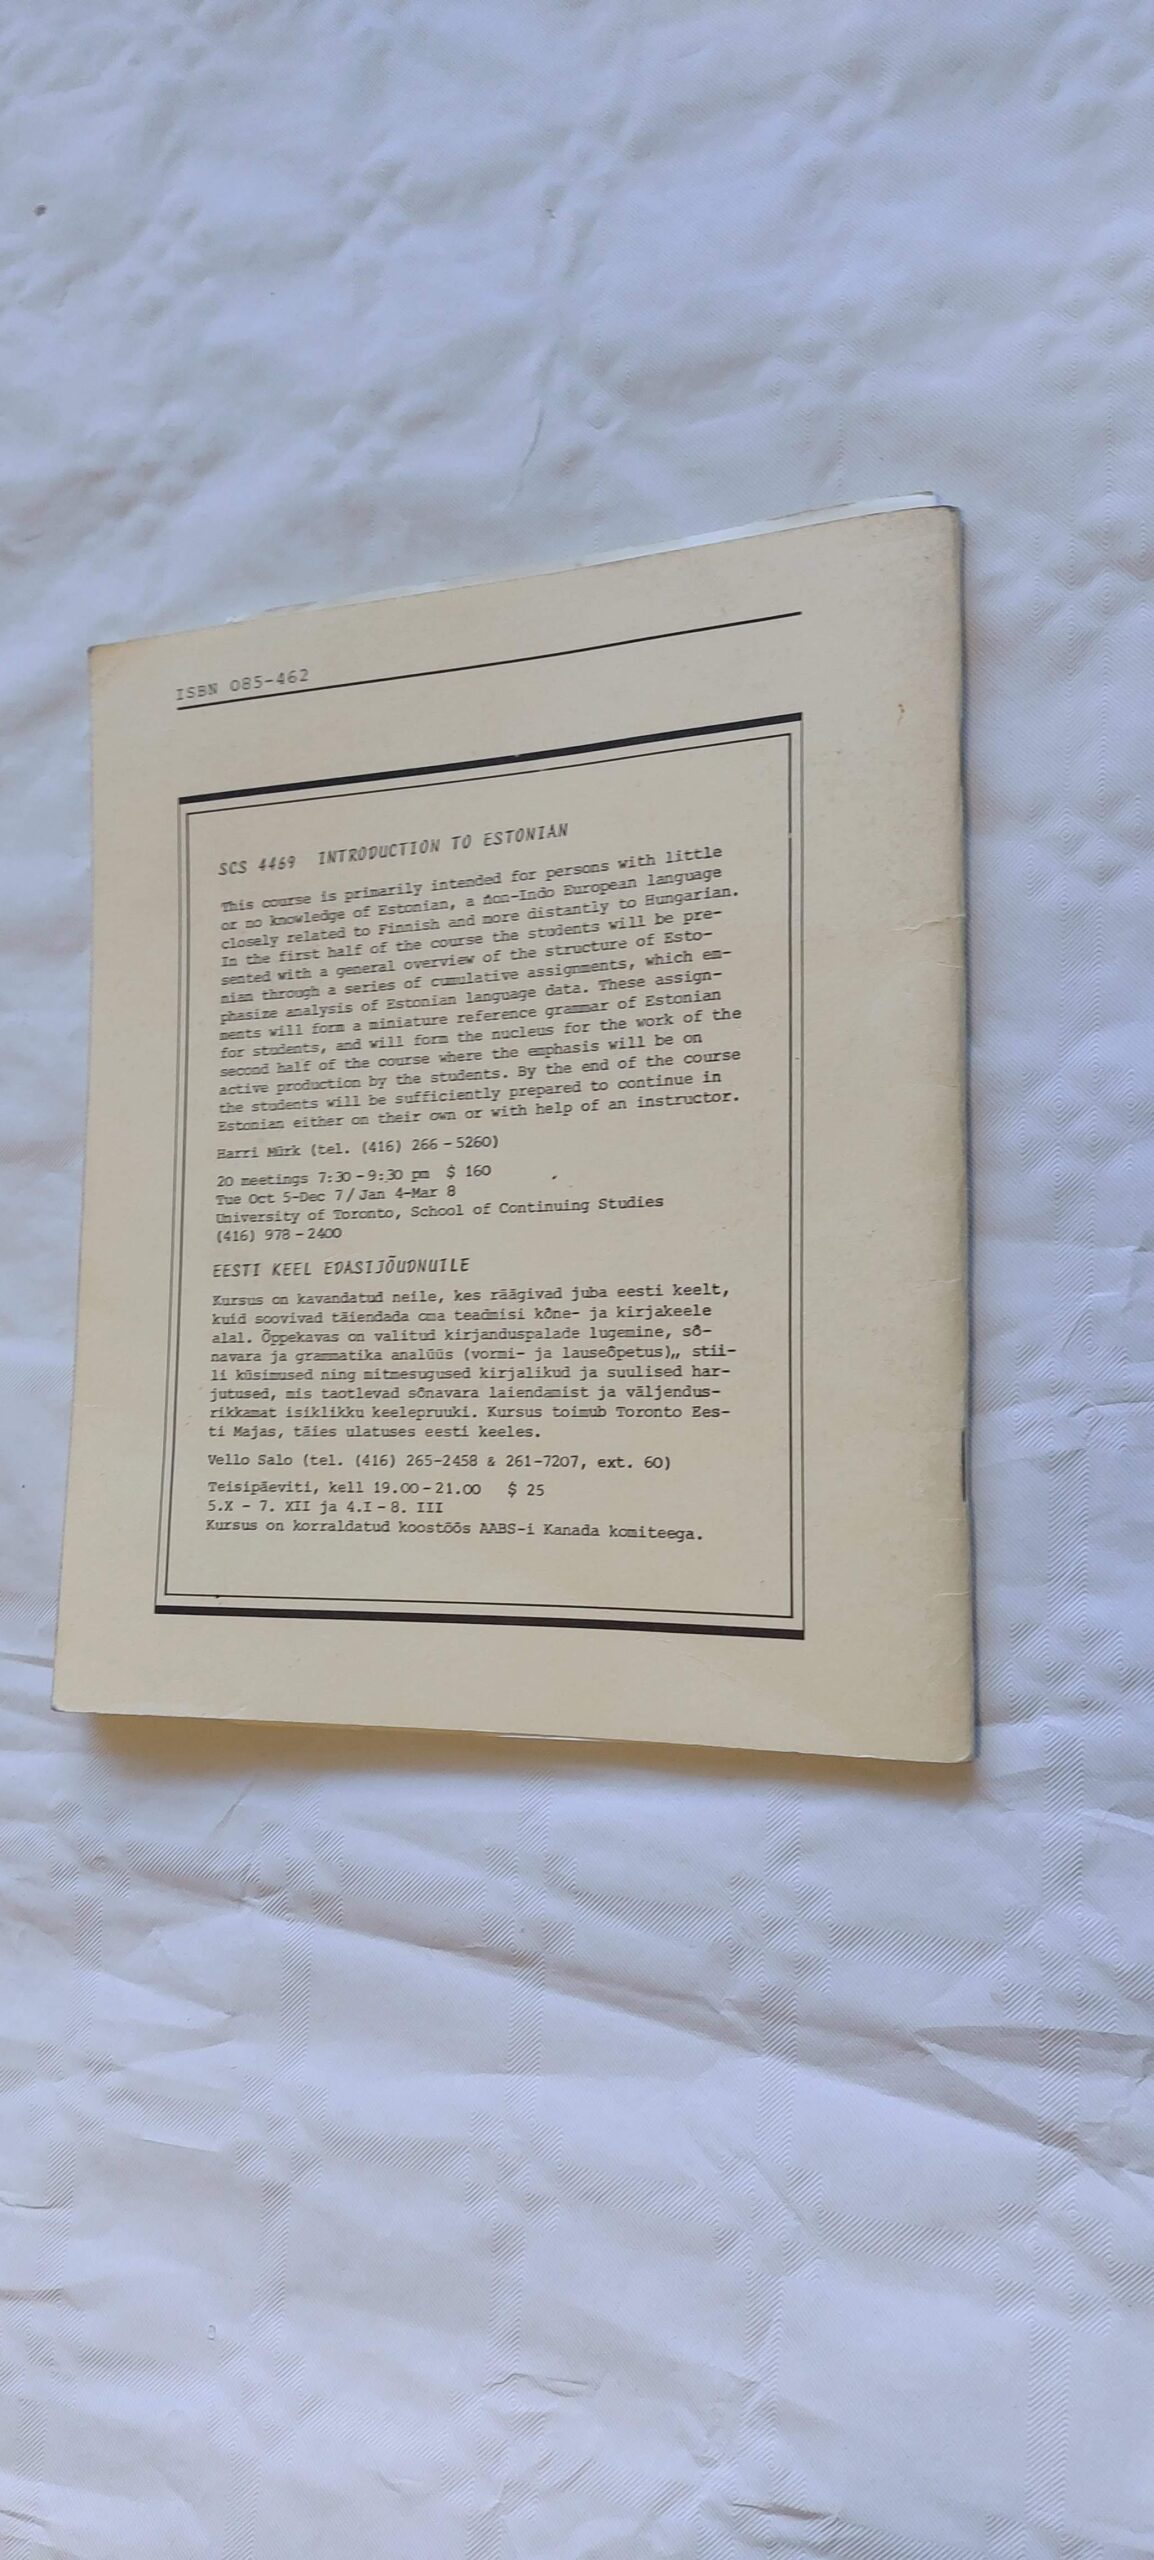 ISBN 085-462
SCS 4469 INTRODUCTION TO ESTONIAN
This course is primarily intended for persons with little
or no knowledge of Estonian, a non-Indo European language
closely related to Finnish and more distantly to Hungarian.
In the first half of the course the students will be pre-
sented with a general overview of the structure of Esto-
nian through a series of cumulative assignments, which em-
phasize analysis of Estonian language data. These assign-
ments will form a miniature reference grammar of Estonian
for students, and will form the nucleus for the work of the
second half of the course where the emphasis will be on
active production by the students. By the end of the course
the students will be sufficiently prepared to continue in
Estonian either on their own or with help of an instructor.
Harri Mürk (tel. (416) 266-5260)
20 meetings 7:30-9:30 pm $ 160
Tue Oct 5-Dec 7/Jan 4-Mar 8
University of Toronto, School of Continuing Studies
(416) 978-2400
EESTI KEEL EDASIJÕUDNUILE
Kursus on kavandatud neile, kes räägivad juba eesti keelt,
kuid soovivad täiendada oma teadmisi kõne- ja kirjakeele
alal. Õppekavas on valitud kirjanduspalade lugemine, sõ-
navara ja grammatika analüüs (vormi- ja lauseõpetus),, stii-
li küsimused ning mitmesugused kirjalikud ja suulised har-
jutused, mis taotlevad sõnavara laiendamist ja väljendus-
rikkamat isiklikku keelepruuki. Kursus toimub Toronto Ees-
ti Majas, täies ulatuses eesti keeles.
Vello Salo (tel. (416) 265-2458 & 261-7207, ext. 60)
Teisipäeviti, kell 19.00-21.00 $ 25
5.X - 7. XII ja 4.I-8. III
Kursus on korraldatud koostöös AABS-i Kanada komiteega.